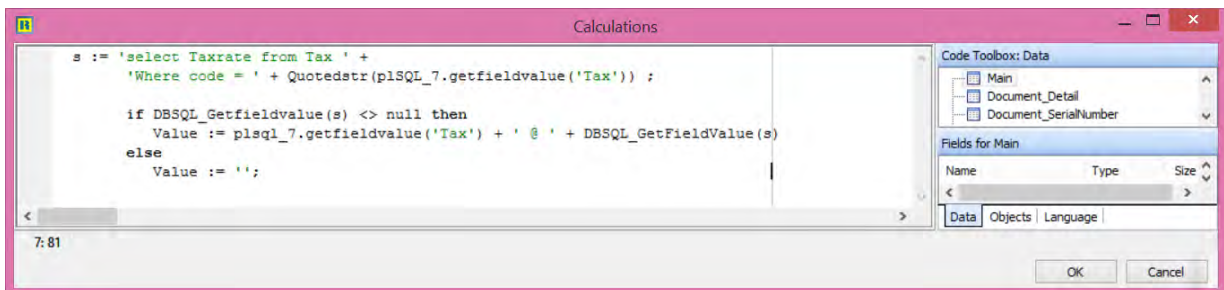 Calculations
s := 'select Taxrate from Tax ' +
'Where code = ' + Quotedstr(plSQL_7.getfieldvalue('Tax')) ;
if DBSQL_Getfieldvalue(s) <> null then
Value := plsql_7.getfieldvalue('Tax') + ' @ ' + DBSQL_GetFieldValue(s)
else
Value := '';
7: 81
Code Toolbox: Data
Main
Document_Detail
Document_SerialNumber
Fields for Main
Name Type Size
Data Objects Language
OK Cancel